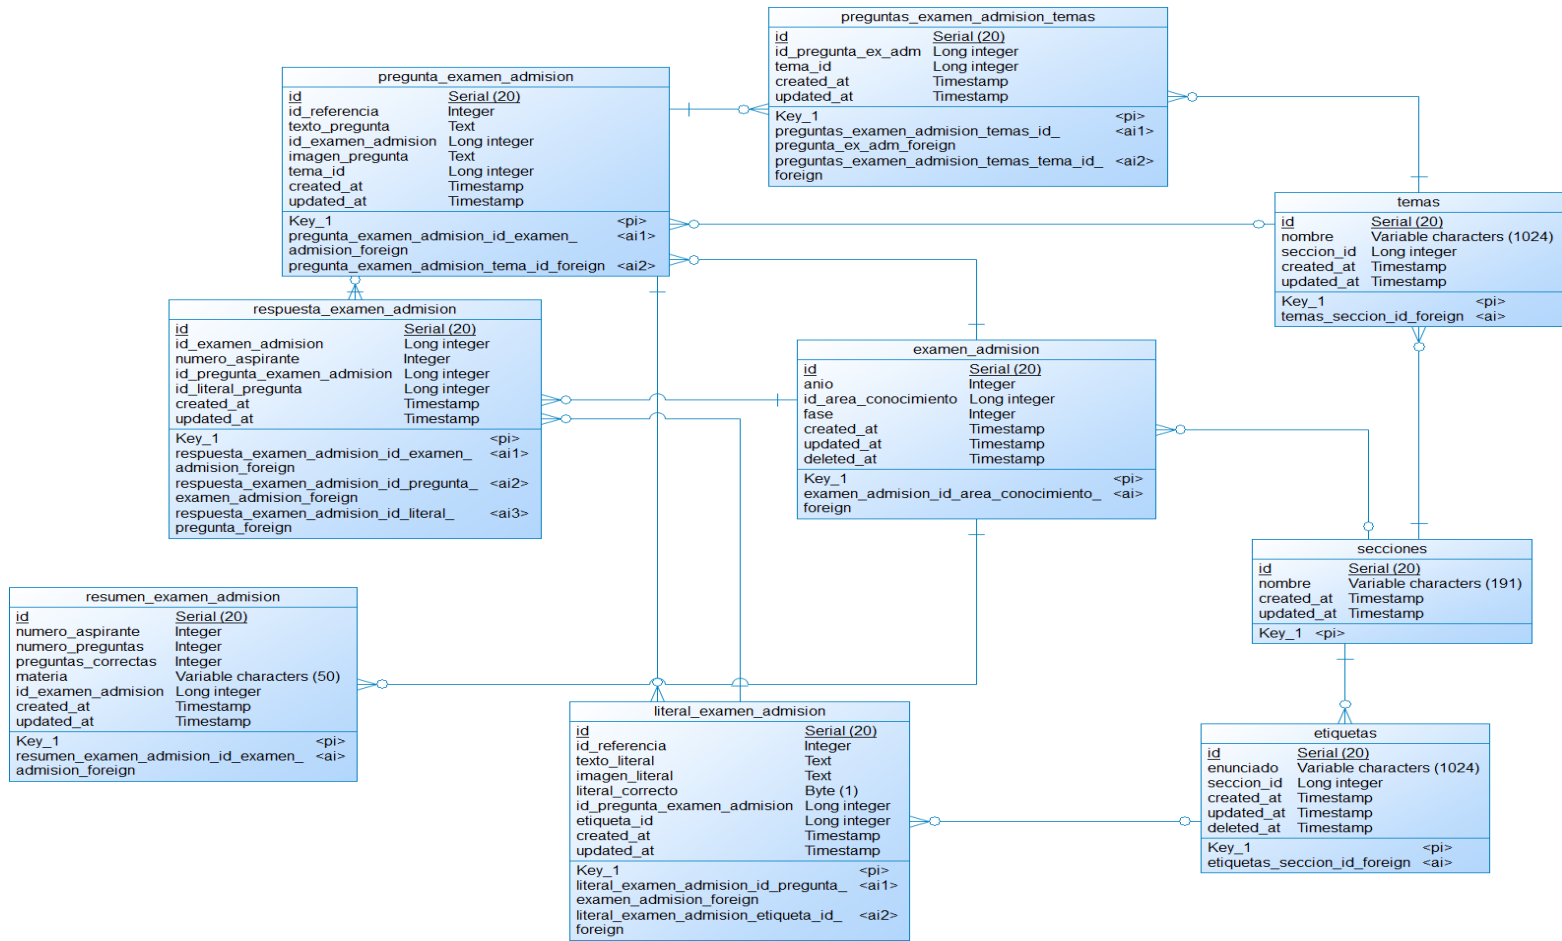 preguntas_examen_admision_temas
id Serial (20)
id_pregunta_ex_adm Long integer
tema_id Long integer
created_at Timestamp
updated_at Timestamp
Key_1 <pi>
preguntas_examen_admision_temas_id_ <ai1>
pregunta_ex_adm_foreign
preguntas_examen_admision_temas_tema_id_ <ai2>
foreign
pregunta_examen_admision
id Serial (20)
id_referencia Integer
texto_pregunta Text
id_examen_admision Long integer
imagen_pregunta Text
tema_id Long integer
created_at Timestamp
updated_at Timestamp
Key_1 <pi>
pregunta_examen_admision_id_examen_ <ai1>
admision_foreign
pregunta_examen_admision_tema_id_foreign <ai2>
temas
id Serial (20)
nombre Variable characters (1024)
seccion_id Long integer
created_at Timestamp
updated_at Timestamp
Key_1 <pi>
temas_seccion_id_foreign <ai>
respuesta_examen_admision
id Serial (20)
id_examen_admision Long integer
numero_aspirante Integer
id_pregunta_examen_admision Long integer
id_literal_pregunta Long integer
created_at Timestamp
updated_at Timestamp
Key_1 <pi>
respuesta_examen_admision_id_examen_ <ai1>
admision_foreign
respuesta_examen_admision_id_pregunta_ <ai2>
examen_admision_foreign
respuesta_examen_admision_id_literal_ <ai3>
pregunta_foreign
examen_admision
id Serial (20)
anio Integer
id_area_conocimiento Long integer
fase Integer
created_at Timestamp
updated_at Timestamp
deleted_at Timestamp
Key_1 <pi>
examen_admision_id_area_conocimiento_ <ai>
foreign
secciones
id Serial (20)
nombre Variable characters (191)
created_at Timestamp
updated_at Timestamp
Key_1 <pi>
resumen_examen_admision
id Serial (20)
numero_aspirante Integer
numero_preguntas Integer
preguntas_correctas Integer
materia Variable characters (50)
id_examen_admision Long integer
created_at Timestamp
updated_at Timestamp
Key_1 <pi>
resumen_examen_admision_id_examen_ <ai>
admision_foreign
literal_examen_admision
id Serial (20)
id_referencia Integer
texto_literal Text
imagen_literal Text
literal_correcto Byte (1)
id_pregunta_examen_admision Long integer
etiqueta_id Long integer
created_at Timestamp
updated_at Timestamp
Key_1 <pi>
literal_examen_admision_id_pregunta_ <ai1>
examen_admision_foreign
literal_examen_admision_etiqueta_id_ <ai2>
foreign
etiquetas
id Serial (20)
enunciado Variable characters (1024)
seccion_id Long integer
created_at Timestamp
updated_at Timestamp
deleted_at Timestamp
Key_1 <pi>
etiquetas_seccion_id_foreign <ai>